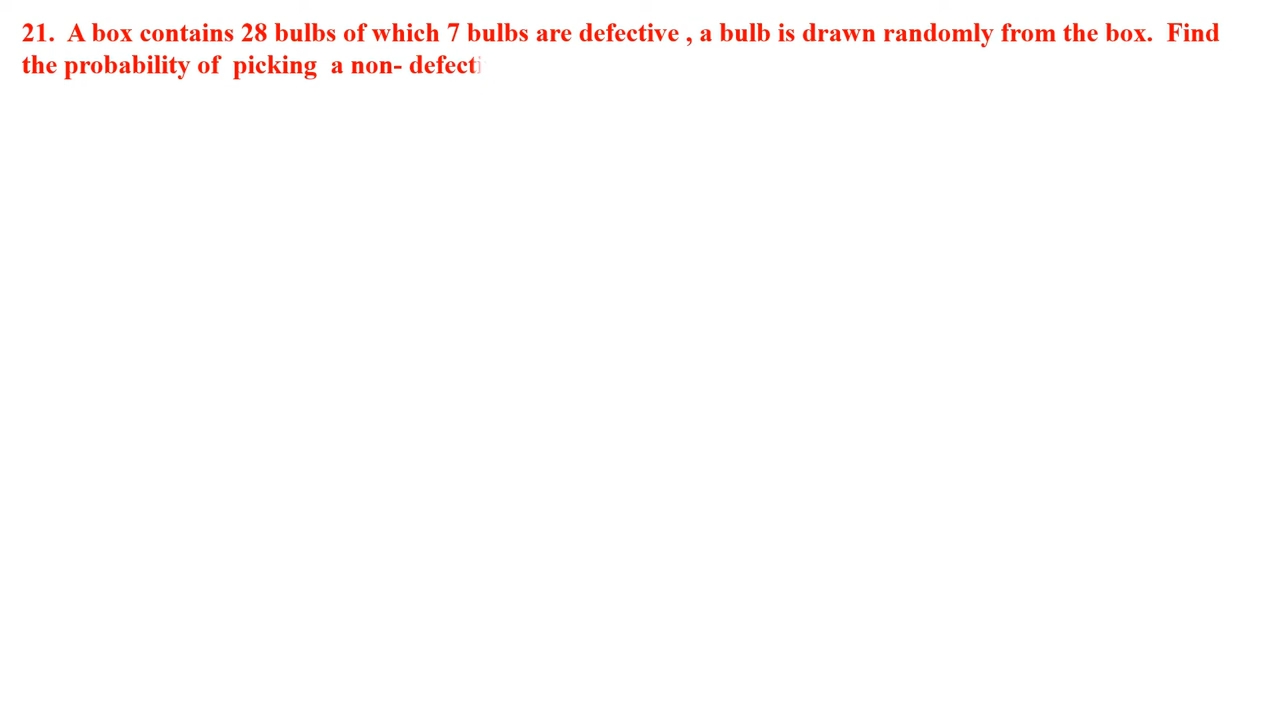 21. A box contains 28 bulbs of which 7 bulbs are defective , a bulb is drawn randomly from the box. Find
the probability of picking a non- defecti